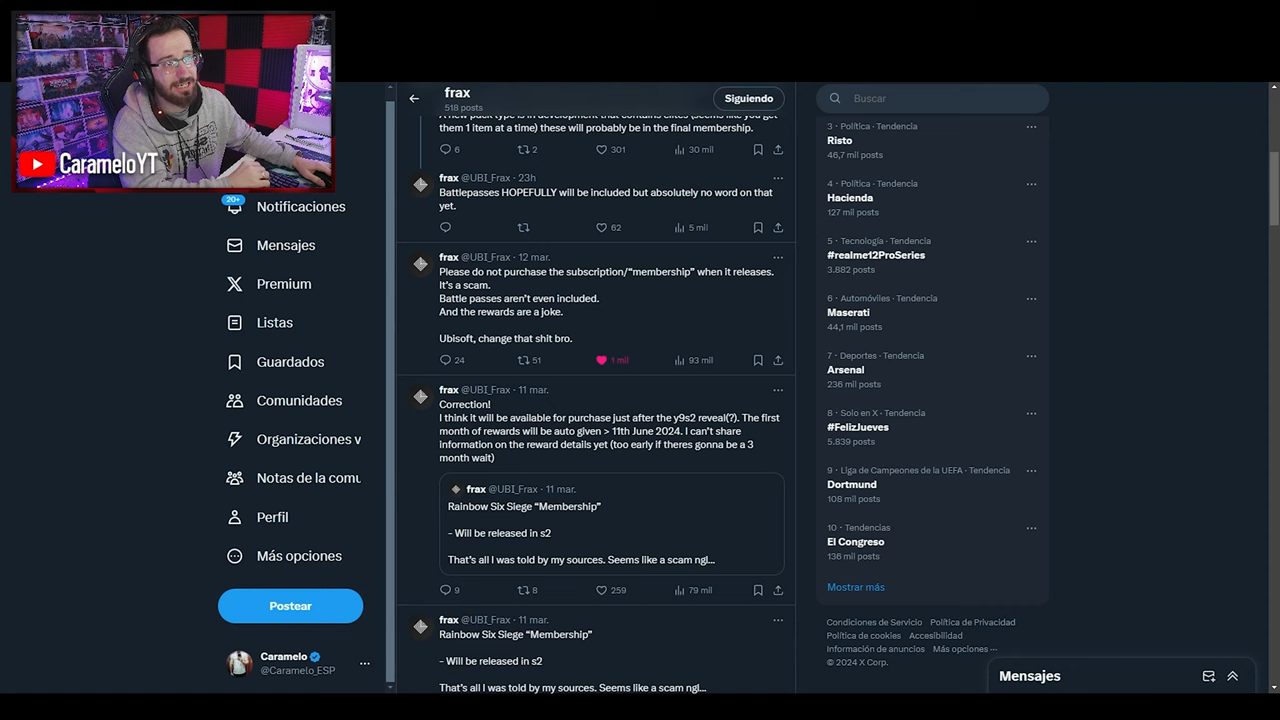 CarameloYT
20+
Notificaciones
Mensajes
Premium
Listas
Guardados
Comunidades
Organizaciones v
Notas de la comu
Perfil
Más opciones
Postear
Caramelo
@Caramelo_ESP
frax
518 posts
Siguiendo
A new pack type is in development that contains elites (Seems like you get
them 1 item at a time) these will probably be in the final membership.
6 2 301 30 mil
frax @UBI_Frax · 23h
Battlepasses HOPEFULLY will be included but absolutely no word on that
yet.
62 5 mil
frax @UBI_Frax · 12 mar.
Please do not purchase the subscription/“membership” when it releases.
It’s a scam.
Battle passes aren’t even included.
And the rewards are a joke.
Ubisoft, change that shit bro.
24 51 1 mil 93 mil
frax @UBI_Frax · 11 mar.
Correction!
I think it will be available for purchase just after the y9s2 reveal(?). The first
month of rewards will be auto given > 11th June 2024. I can’t share
information on the reward details yet (too early if theres gonna be a 3
month wait)
frax @UBI_Frax · 11 mar.
Rainbow Six Siege “Membership”
- Will be released in s2
That’s all I was told by my sources. Seems like a scam ngl...
9 8 259 79 mil
frax @UBI_Frax · 11 mar.
Rainbow Six Siege “Membership”
- Will be released in s2
That’s all I was told by my sources. Seems like a scam ngl...
Buscar
3 · Política · Tendencia
Risto
46,7 mil posts
4 · Política · Tendencia
Hacienda
127 mil posts
5 · Tecnología · Tendencia
#realme12ProSeries
3.882 posts
6 · Automóviles · Tendencia
Maserati
44,1 mil posts
7 · Deportes · Tendencia
Arsenal
236 mil posts
8 · Solo en X · Tendencia
#FelizJueves
5.839 posts
9 · Liga de Campeones de la UEFA · Tendencia
Dortmund
108 mil posts
10 · Tendencias
El Congreso
136 mil posts
Mostrar más
Condiciones de Servicio Política de Privacidad
Política de cookies Accesibilidad
Información de anuncios Más opciones ···
© 2024 X Corp.
Mensajes